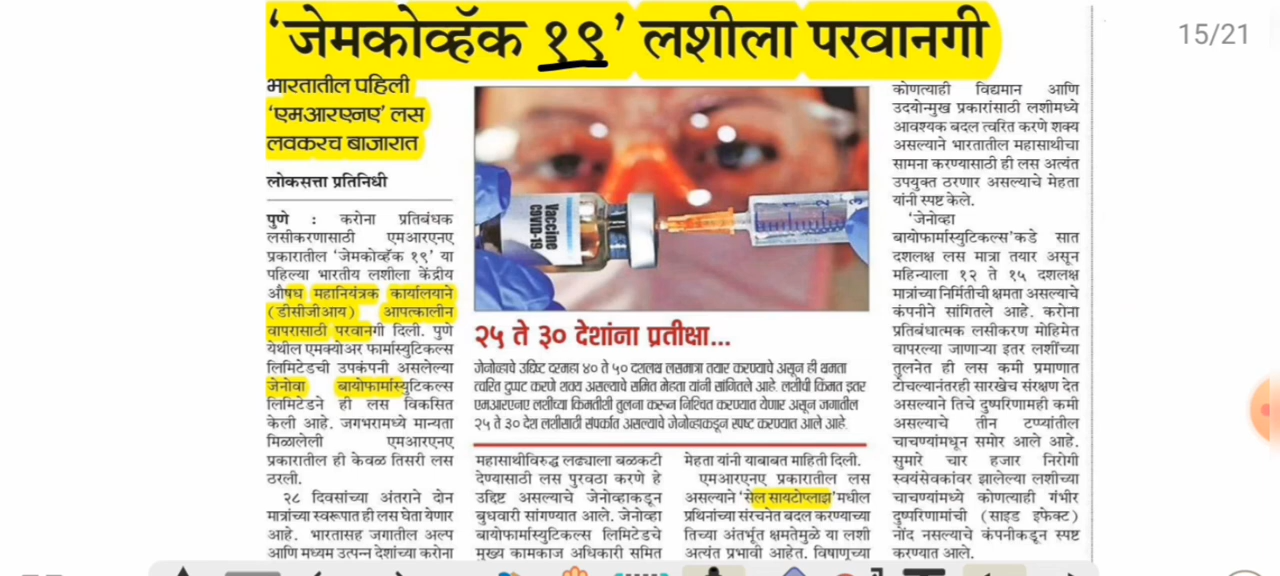 'जेमकोव्हॅक १९' लशीला परवानगी
15/21
भारतातील पहिली
'एमआरएनए' लस
लवकरच बाजारात
लोकसत्ता प्रतिनिधी
पुणे : करोना प्रतिबंधक
लसीकरणासाठी एमआरएनए
प्रकारातील 'जेमकोव्हॅक १९' या
पहिल्या भारतीय लशीला केंद्रीय
औषध महानियंत्रक कार्यालयाने
(डीसीजीआय) आपत्कालीन
वापरासाठी परवानगी दिली. पुणे
येथील एमक्योअर फार्मास्युटिकल्स
लिमिटेडची उपकंपनी असलेल्या
जेनोवा बायोफार्मास्युटिकल्स
लिमिटेडने ही लस विकसित
केली आहे. जगभरामध्ये मान्यता
मिळालेली एमआरएनए
प्रकारातील ही केवळ तिसरी लस
ठरली.
२८ दिवसांच्या अंतराने दोन
मात्रांच्या स्वरूपात ही लस घेता येणार
आहे. भारतासह जगातील अल्प
आणि मध्यम उत्पन्न देशांच्या करोना
Vaccine
COVID-19
1 2 3
२५ ते ३० देशांना प्रतीक्षा...
जेनोव्हाचे उद्दिष्ट दरमहा ४० ते ५० दशलक्ष लसमात्रा तयार करण्याचे असून ही क्षमता
त्वरित दुप्पट करणे शक्य असल्याचे समित मेहता यांनी सांगितले आहे. लशीची किंमत इतर
एमआरएनए लशींच्या किमतीशी तुलना करून निश्चित करण्यात येणार असून जगातील
२५ ते ३० देश लशीसाठी संपर्कात असल्याचे जेनोव्हाकडून स्पष्ट करण्यात आले आहे.
महासाथीविरुद्ध लढ्याला बळकटी
देण्यासाठी लस पुरवठा करणे हे
उद्दिष्ट असल्याचे जेनोव्हाकडून
बुधवारी सांगण्यात आले. जेनोव्हा
बायोफार्मास्युटिकल्स लिमिटेडचे
मुख्य कामकाज अधिकारी समित
मेहता यांनी याबाबत माहिती दिली.
एमआरएनए प्रकारातील लस
असल्याने 'सेल सायटोप्लाझ'मधील
प्रथिनांच्या संरचनेत बदल करण्याच्या
तिच्या अंतर्भूत क्षमतेमुळे या लशी
अत्यंत प्रभावी आहेत. विषाणूच्या
कोणत्याही विद्यमान आणि
उदयोन्मुख प्रकारांसाठी लशीमध्ये
आवश्यक बदल त्वरित करणे शक्य
असल्याने भारतातील महासाथीचा
सामना करण्यासाठी ही लस अत्यंत
उपयुक्त ठरणार असल्याचे मेहता
यांनी स्पष्ट केले.
'जेनोव्हा
बायोफार्मास्युटिकल्स'कडे सात
दशलक्ष लस मात्रा तयार असून
महिन्याला १२ ते १५ दशलक्ष
मात्रांच्या निर्मितीची क्षमता असल्याचे
कंपनीने सांगितले आहे. करोना
प्रतिबंधात्मक लसीकरण मोहिमेत
वापरल्या जाणाऱ्या इतर लशींच्या
तुलनेत ही लस कमी प्रमाणात
टोचल्यानंतरही सारखेच संरक्षण देत
असल्याने तिचे दुष्परिणामही कमी
असल्याचे तीन टप्प्यांतील
चाचण्यांमधून समोर आले आहे.
सुमारे चार हजार निरोगी
स्वयंसेवकांवर झालेल्या लशीच्या
चाचण्यांमध्ये कोणत्याही गंभीर
दुष्परिणामांची (साइड इफेक्ट)
नोंद नसल्याचे कंपनीकडून स्पष्ट
करण्यात आले.